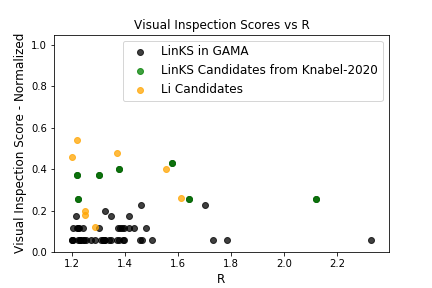 Visual Inspection Scores vs R
Visual Inspection Score - Normalized
1.0
0.8
0.6
0.4
0.2
0.0
LinKS in GAMA
LinKS Candidates from Knabel-2020
Li Candidates
1.2 1.4 1.6 1.8 2.0 2.2
R